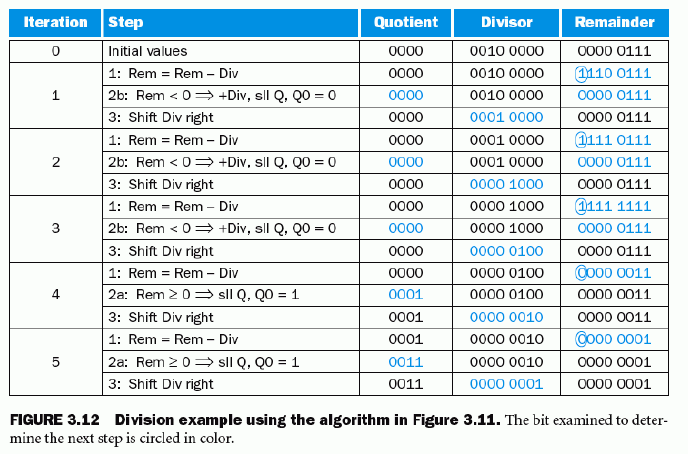 Iteration Step Quotient Divisor Remainder
0 Initial values 0000 0010 0000 0000 0111
1: Rem = Rem – Div 0000 0010 0000 1110 0111
1 2b: Rem < 0 ⟹ +Div, sll Q, Q0 = 0 0000 0010 0000 0000 0111
3: Shift Div right 0000 0001 0000 0000 0111
1: Rem = Rem – Div 0000 0001 0000 1111 0111
2 2b: Rem < 0 ⟹ +Div, sll Q, Q0 = 0 0000 0001 0000 0000 0111
3: Shift Div right 0000 0000 1000 0000 0111
1: Rem = Rem – Div 0000 0000 1000 1111 1111
3 2b: Rem < 0 ⟹ +Div, sll Q, Q0 = 0 0000 0000 1000 0000 0111
3: Shift Div right 0000 0000 0100 0000 0111
1: Rem = Rem – Div 0000 0000 0100 0000 0011
4 2a: Rem ≥ 0 ⟹ sll Q, Q0 = 1 0001 0000 0100 0000 0011
3: Shift Div right 0001 0000 0010 0000 0011
1: Rem = Rem – Div 0001 0000 0010 0000 0001
5 2a: Rem ≥ 0 ⟹ sll Q, Q0 = 1 0011 0000 0010 0000 0001
3: Shift Div right 0011 0000 0001 0000 0001
FIGURE 3.12 Division example using the algorithm in Figure 3.11. The bit examined to deter-
mine the next step is circled in color.